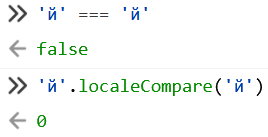 » 'й' === 'й'
← false
» 'й'.localeCompare('й')
← 0